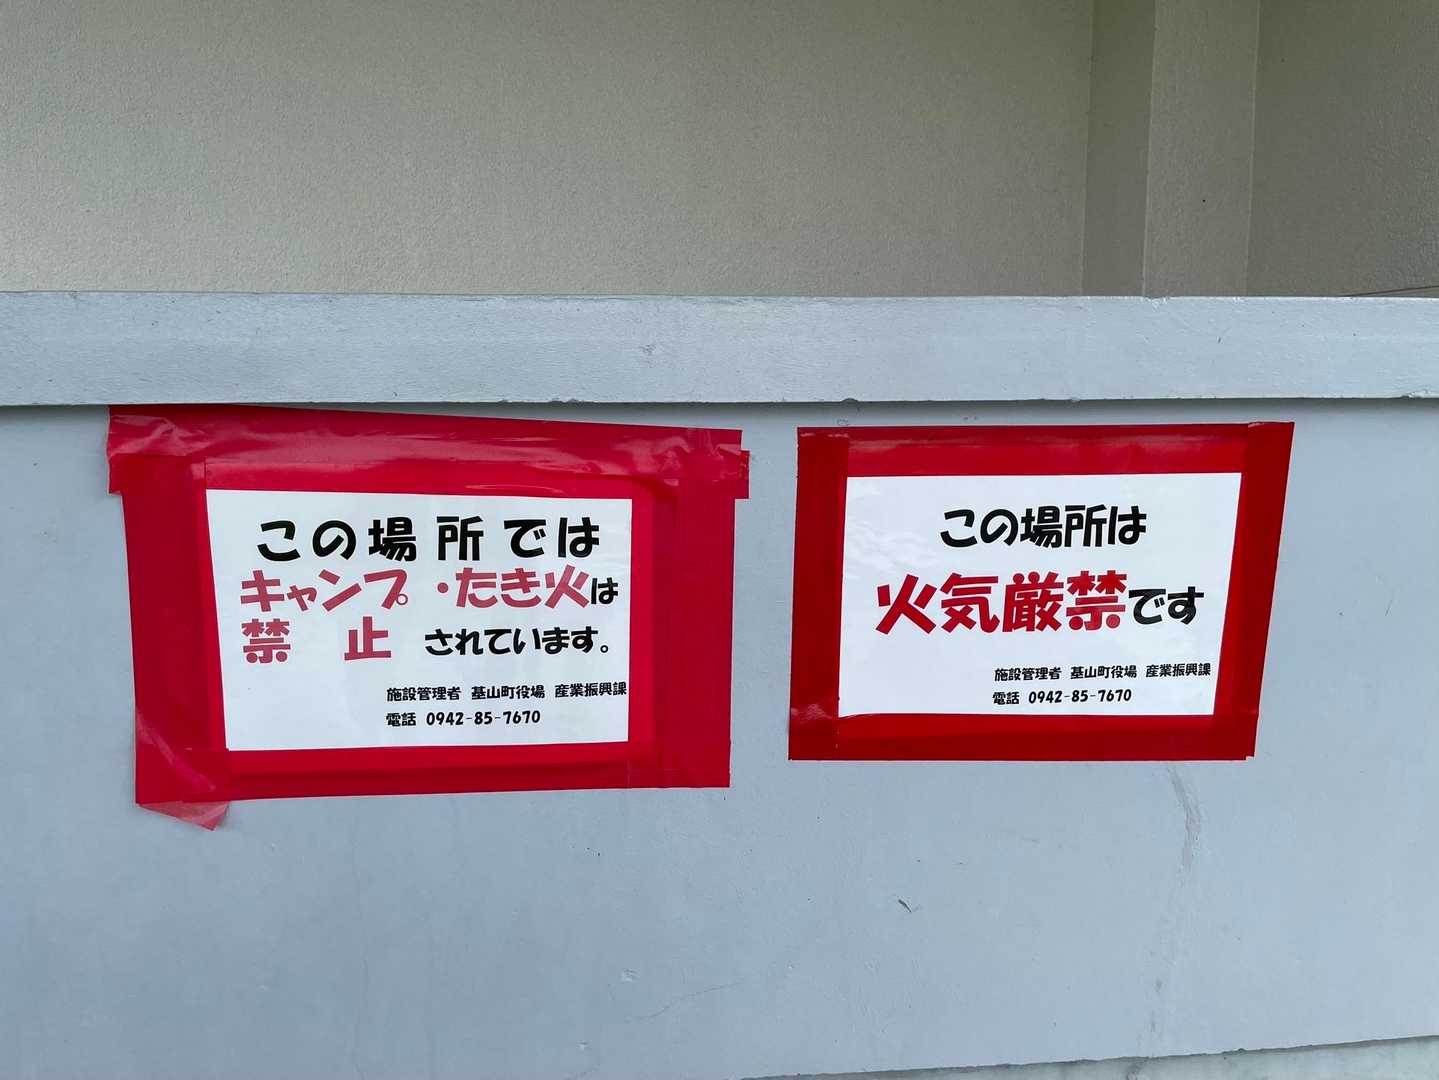 この場所では
キャンプ・たき火は
禁止されています。
施設管理者 基山町役場 産業振興課
電話 0942-85-7670
この場所は
火気厳禁です
施設管理者 基山町役場 産業振興課
電話 0942-85-7670